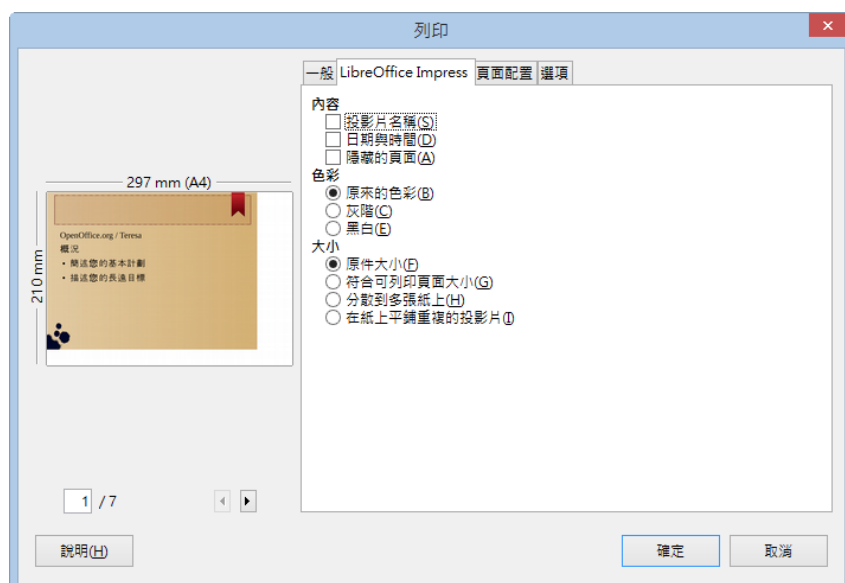 列印
一般 LibreOffice Impress 頁面配置 選項
內容
投影片名稱(S)
日期與時間(D)
隱藏的頁面(A)
色彩
原來的色彩(B)
灰階(C)
黑白(E)
大小
原件大小(F)
符合可列印頁面大小(G)
分散到多張紙上(H)
在紙上平鋪重複的投影片(I)
297 mm (A4)
210 mm
OpenOffice.org / Teresa
概況
• 簡述您的基本計劃
• 描述您的長遠目標
1 / 7
說明(H) 確定 取消